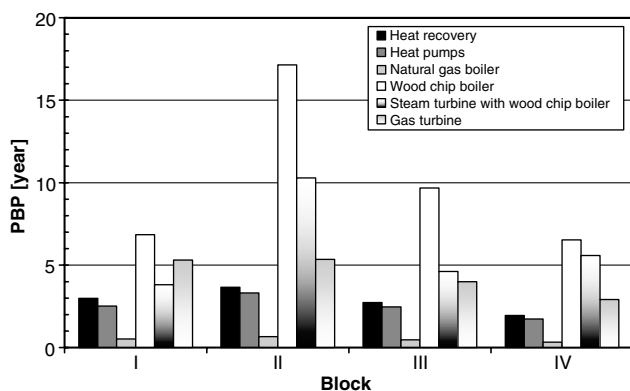 20
15
10
5
0
PBP [year]
Heat recovery
Heat pumps
Natural gas boiler
Wood chip boiler
Steam turbine with wood chip boiler
Gas turbine
I
II
III
IV
Block